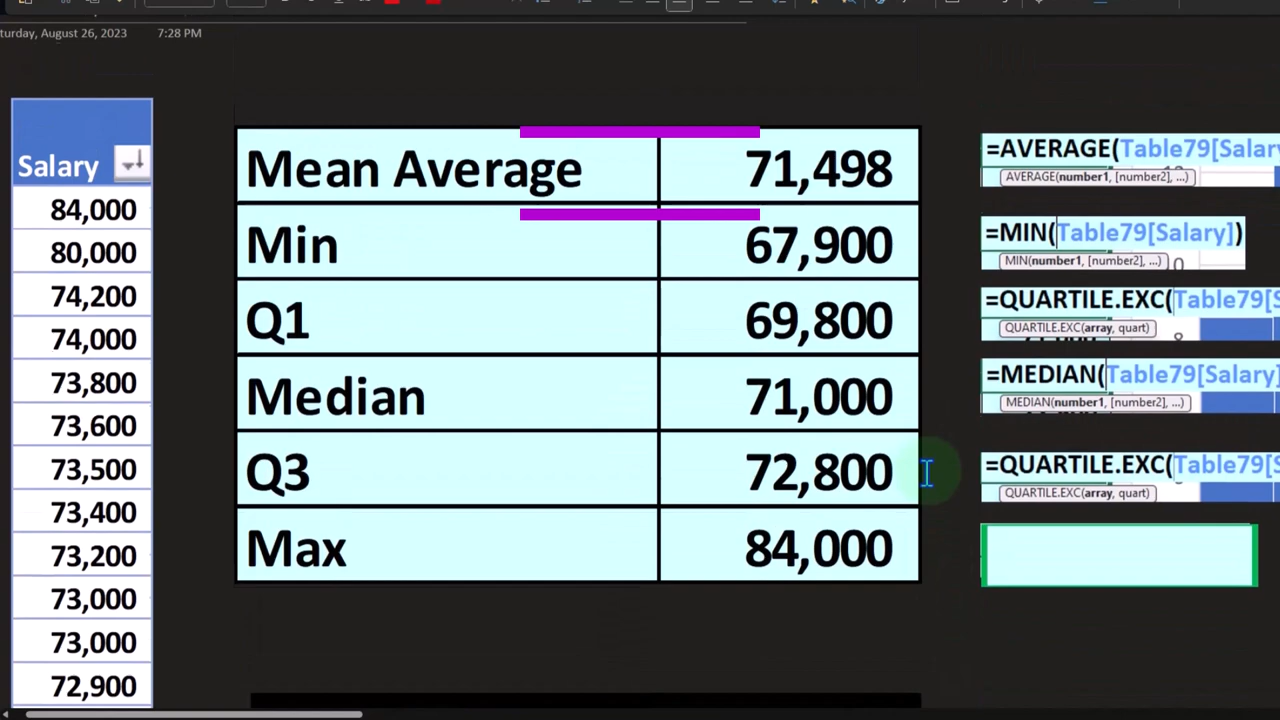 turday, August 26, 2023 7:28 PM
Salary
84,000
80,000
74,200
74,000
73,800
73,600
73,500
73,400
73,200
73,000
73,000
72,900
Mean Average 71,498
Min 67,900
Q1 69,800
Median 71,000
Q3 72,800
Max 84,000
=AVERAGE(Table79[Salary
AVERAGE(number1, [number2], ...)
=MIN(Table79[Salary])
MIN(number1, [number2], ...)
=QUARTILE.EXC(Table79[S
QUARTILE.EXC(array, quart)
=MEDIAN(Table79[Salary]
MEDIAN(number1, [number2], ...)
=QUARTILE.EXC(Table79[S
QUARTILE.EXC(array, quart)